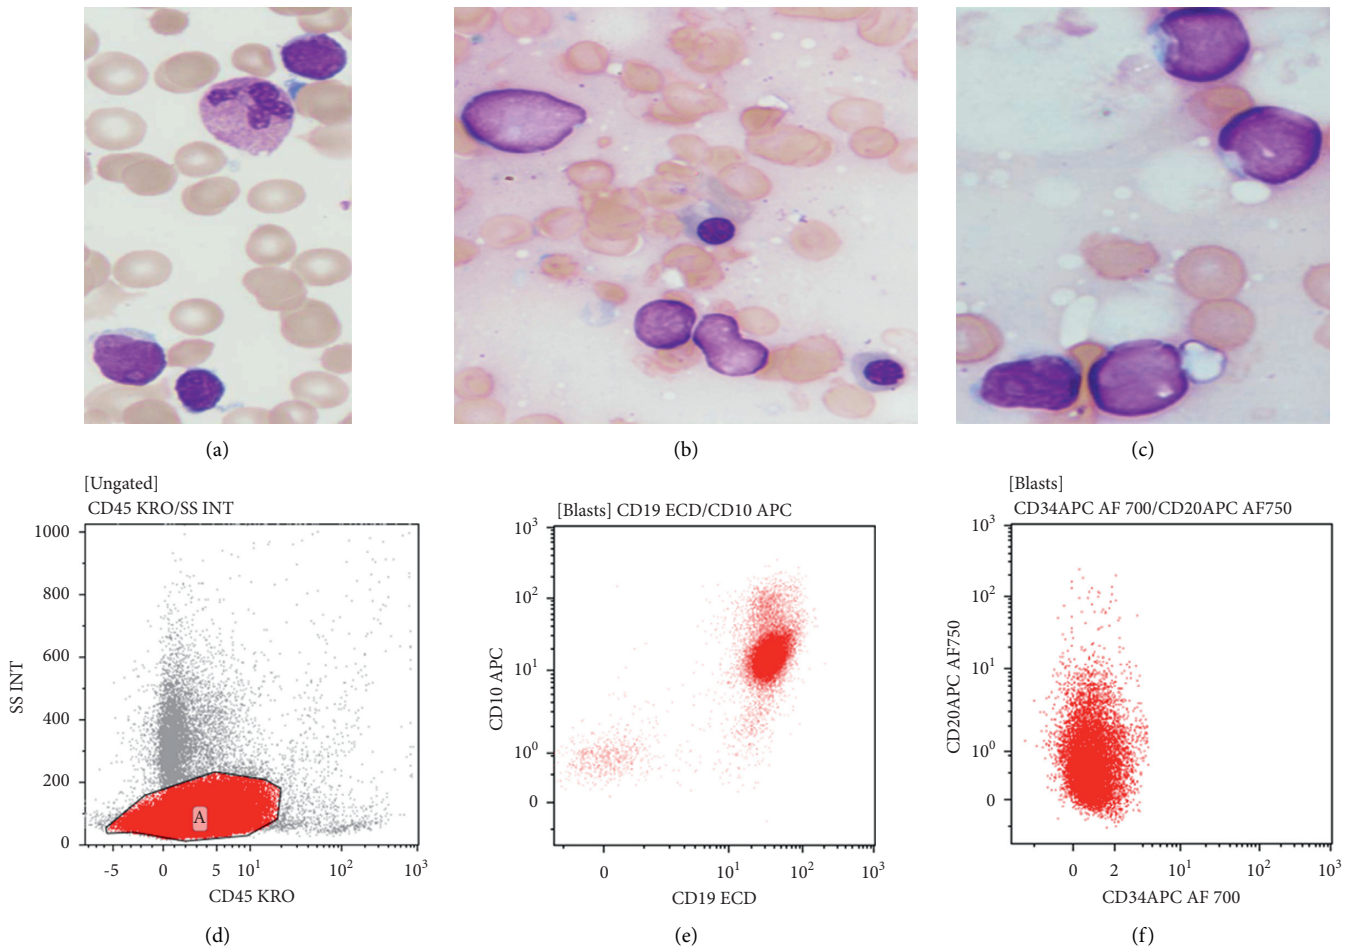 (a)
(b)
(c)
[Ungated]
CD45 KRO/SS INT
1000
800
600
400
200
0
SS INT
A
-5
0
5
10¹
10²
10³
CD45 KRO
(d)
[Blasts] CD19 ECD/CD10 APC
10³
10²
10¹
10⁰
0
CD10 APC
0
10¹
10²
10³
CD19 ECD
(e)
[Blasts]
CD34APC AF 700/CD20APC AF750
10³
10²
10¹
10⁰
0
CD20APC AF750
0
2
10¹
10²
10³
CD34APC AF 700
(f)